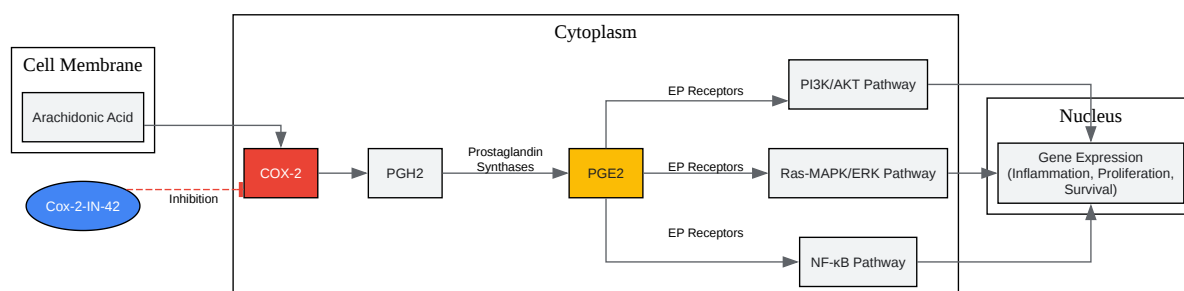 Cytoplasm
Cell Membrane
Arachidonic Acid
COX-2
Cox-2-IN-42
Inhibition
PGH2
Prostaglandin
Synthases
PGE2
EP Receptors
PI3K/AKT Pathway
EP Receptors
Ras-MAPK/ERK Pathway
EP Receptors
NF-κB Pathway
Nucleus
Gene Expression
(Inflammation, Proliferation,
Survival)